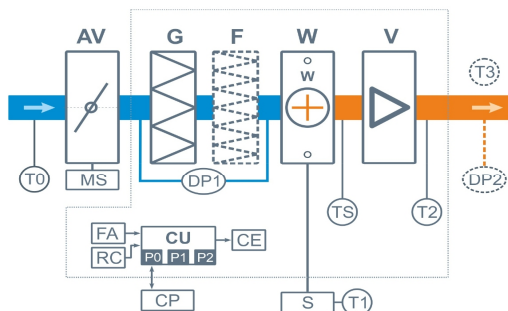 AV G F W V
W
T3
T0 MS DP1 TS T2 DP2
FA CU CE
RC P0 P1 P2
CP S T1